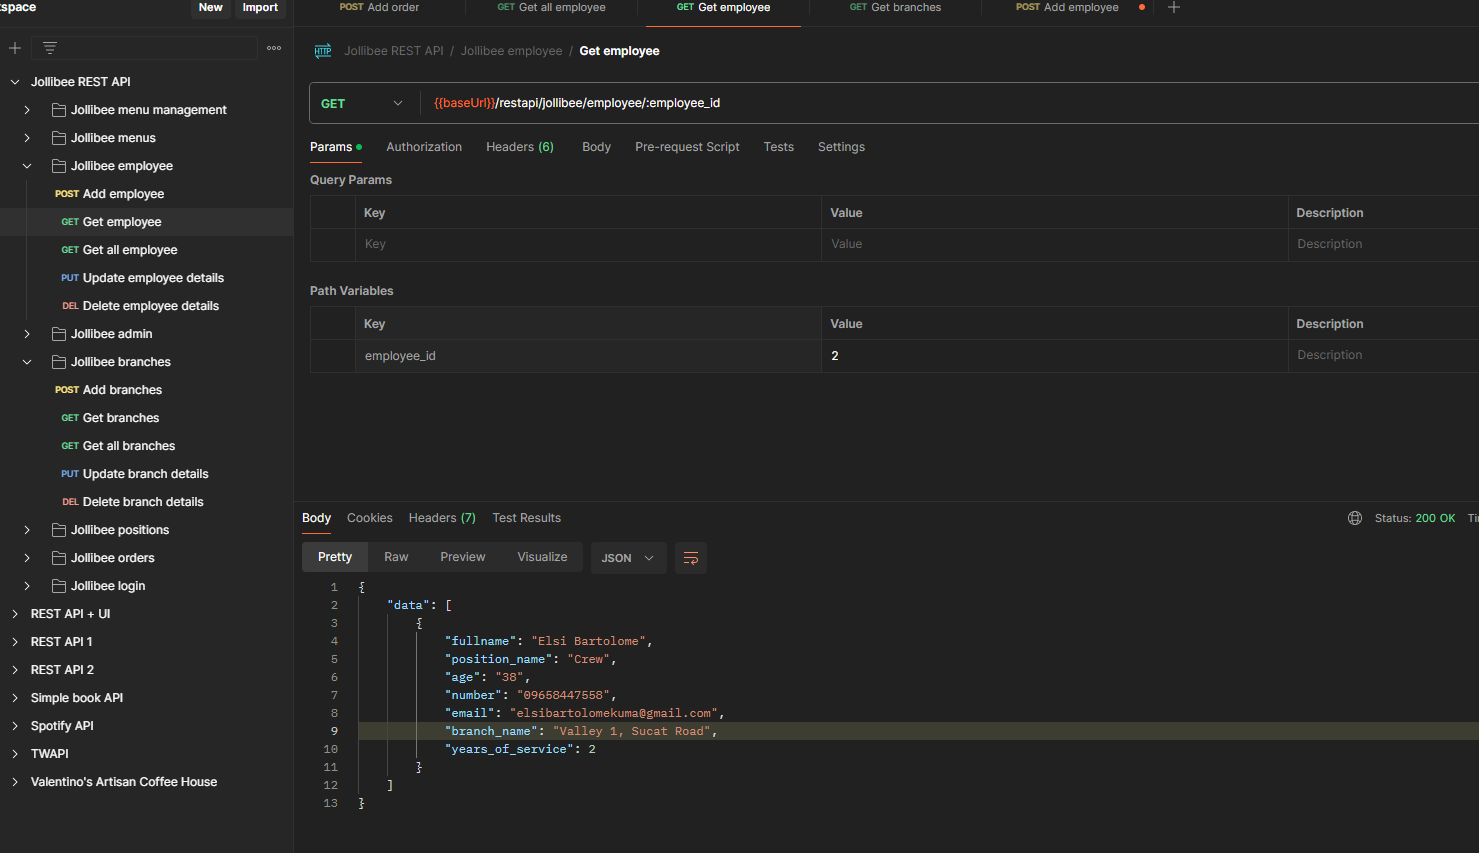 tspace
New Import
POST Add order GET Get all employee GET Get employee GET Get branches POST Add employee
Jollibee REST API / Jollibee employee / Get employee
Jollibee REST API
Jollibee menu management
Jollibee menus
Jollibee employee
POST Add employee
GET Get employee
GET Get all employee
PUT Update employee details
DEL Delete employee details
Jollibee admin
Jollibee branches
POST Add branches
GET Get branches
GET Get all branches
PUT Update branch details
DEL Delete branch details
Jollibee positions
Jollibee orders
Jollibee login
REST API + UI
REST API 1
REST API 2
Simple book API
Spotify API
TWAPI
Valentino's Artisan Coffee House
HTTP
GET {{baseUrl}}/restapi/jollibee/employee/:employee_id
Params Authorization Headers (6) Body Pre-request Script Tests Settings
Query Params
Key Value Description
Key Value Description
Path Variables
Key Value Description
employee_id 2 Description
Body Cookies Headers (7) Test Results Status: 200 OK Ti
Pretty Raw Preview Visualize JSON
1 {
2 "data": [
3 {
4 "fullname": "Elsi Bartolome",
5 "position_name": "Crew",
6 "age": "38",
7 "number": "09658447558",
8 "email": "elsibartolomekuma@gmail.com",
9 "branch_name": "Valley 1, Sucat Road",
10 "years_of_service": 2
11 }
12 ]
13 }